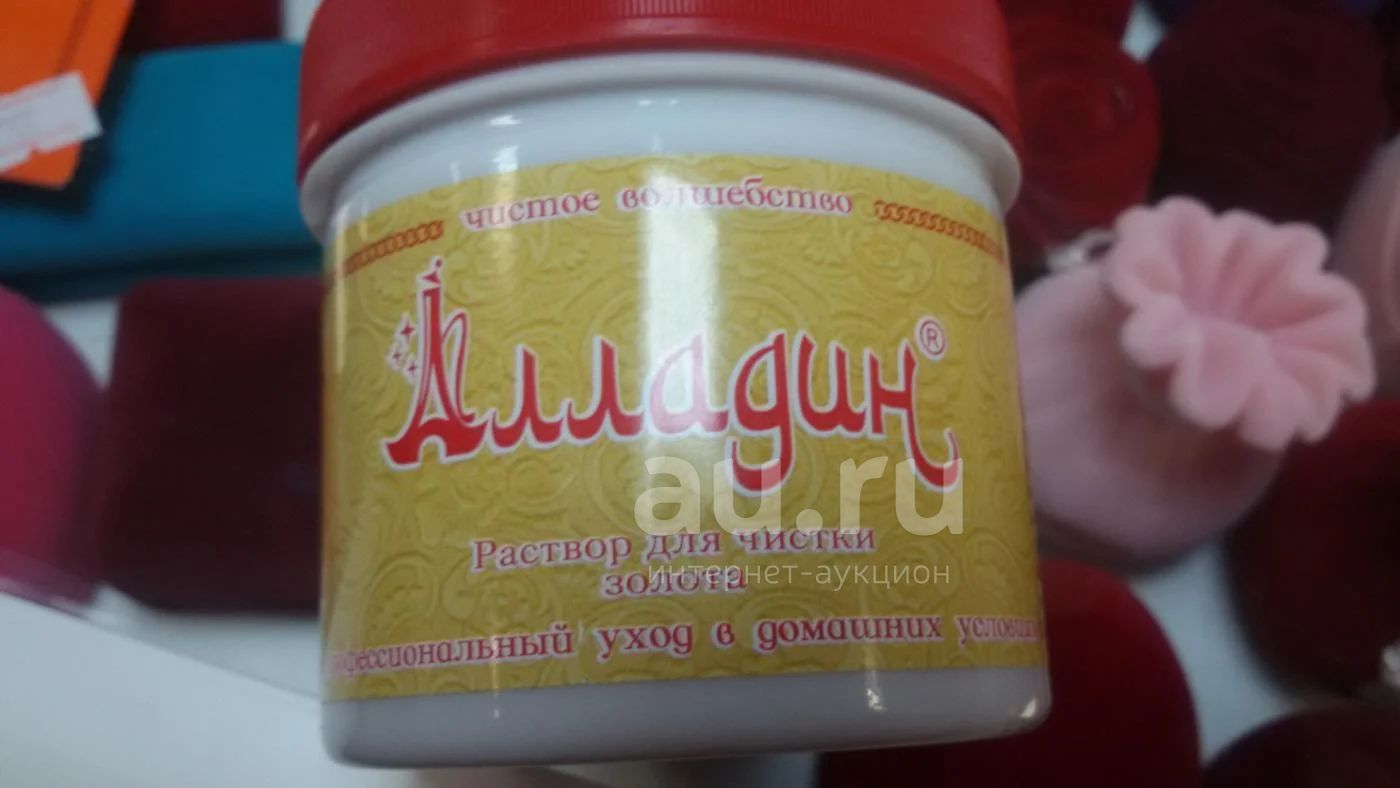 чистое волшебство
Алладин®
Раствор для чистки
золота
уход в домашних
au.ru
интернет-аукцион